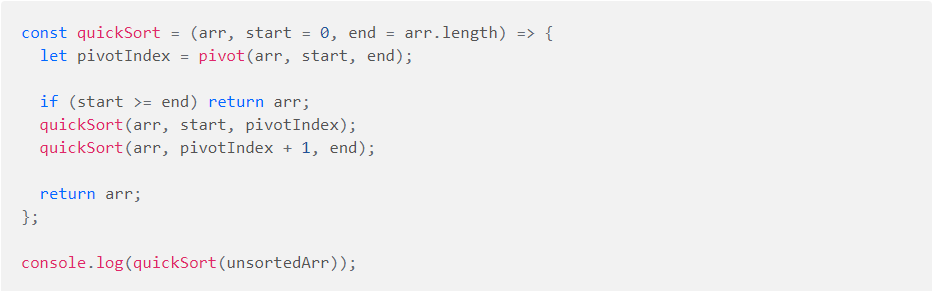 const quickSort = (arr, start = 0, end = arr.length) => {
  let pivotIndex = pivot(arr, start, end);

  if (start >= end) return arr;
  quickSort(arr, start, pivotIndex);
  quickSort(arr, pivotIndex + 1, end);

  return arr;
};

console.log(quickSort(unsortedArr));